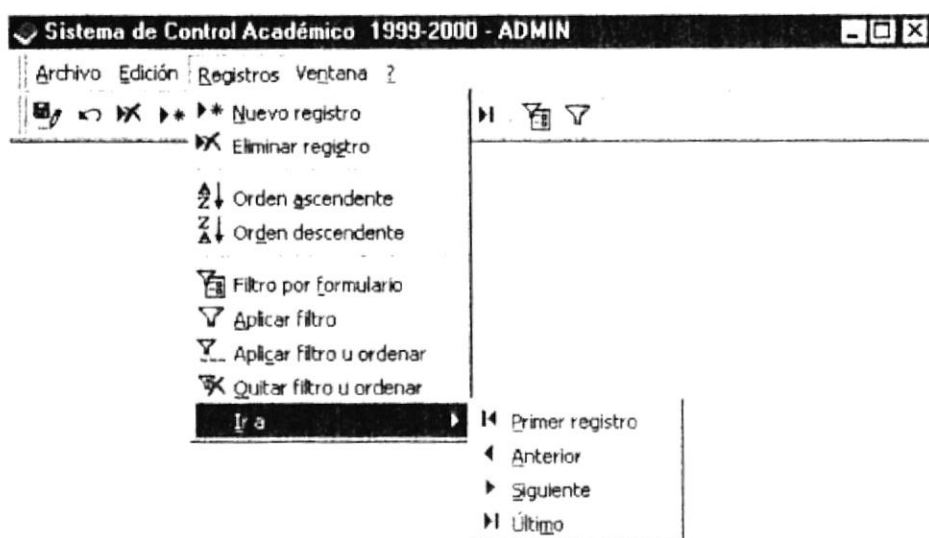 Sistema de Control Académico 1999-2000 - ADMIN
Archivo Edición Registros Ventana ?
Nuevo registro
Eliminar registro
Orden ascendente
Orden descendente
Filtro por formulario
Aplicar filtro
Aplicar filtro u ordenar
Quitar filtro u ordenar
Ir a
Primer registro
Anterior
Siguiente
Último